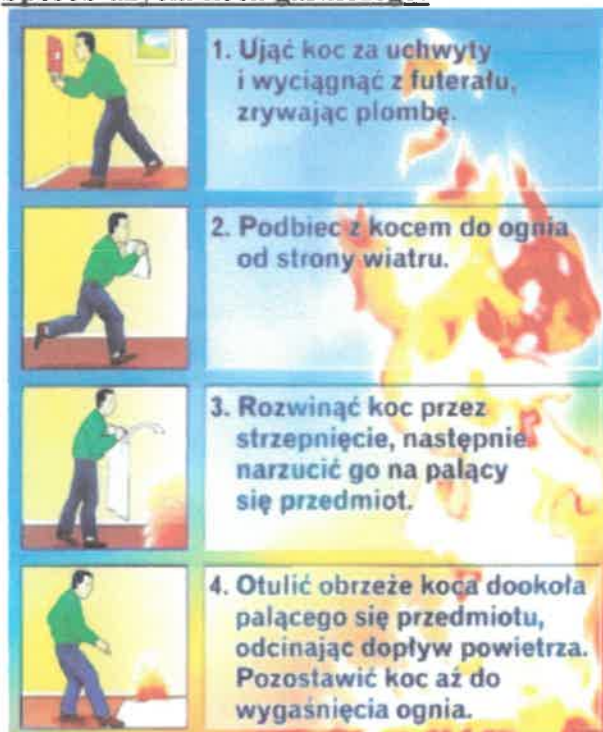 1. Ująć koc za uchwyty
i wyciągnąć z futerału,
zrywając plombę.
2. Podbiec z kocem do ognia
od strony wiatru.
3. Rozwinąć koc przez
strzepnięcie, następnie
narzucić go na palący
się przedmiot.
4. Otulić obrzeże koca dookoła
palącego się przedmiotu,
odcinając dopływ powietrza.
Pozostawić koc aż do
wygaśnięcia ognia.